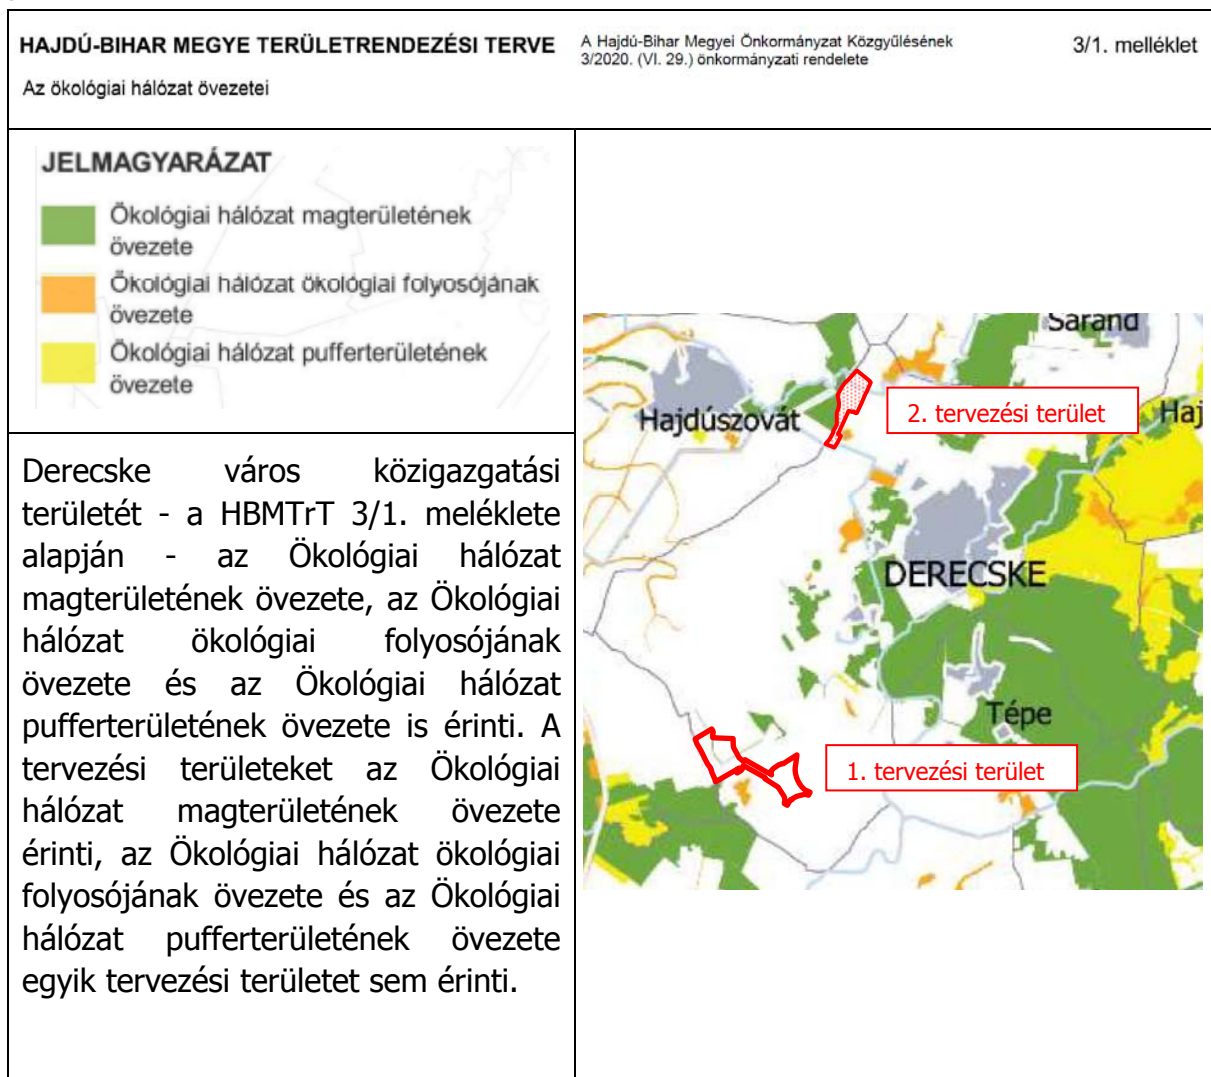 HAJDÚ-BIHAR MEGYE TERÜLETRENDEZÉSI TERVE
A Hajdú-Bihar Megyei Önkormányzat Közgyűlésének
3/2020. (VI. 29.) önkormányzati rendelete
3/1. melléklet
Az ökológiai hálózat övezetei
JELMAGYARÁZAT
Ökológiai hálózat magterületének
övezete
Ökológiai hálózat ökológiai folyosójának
övezete
Ökológiai hálózat pufferterületének
övezete
Derecske város közigazgatási
területét - a HBMTrT 3/1. meléklete
alapján - az Ökológiai hálózat
magterületének övezete, az Ökológiai
hálózat ökológiai folyosójának
övezete és az Ökológiai hálózat
pufferterületének övezete is érinti. A
tervezési területeket az Ökológiai
hálózat magterületének övezete
érinti, az Ökológiai hálózat ökológiai
folyosójának övezete és az Ökológiai
hálózat pufferterületének övezete
egyik tervezési területet sem érinti.
Sáránd
Hajdúszovát
2. tervezési terület
Haj
DERECSKE
Tépe
1. tervezési terület